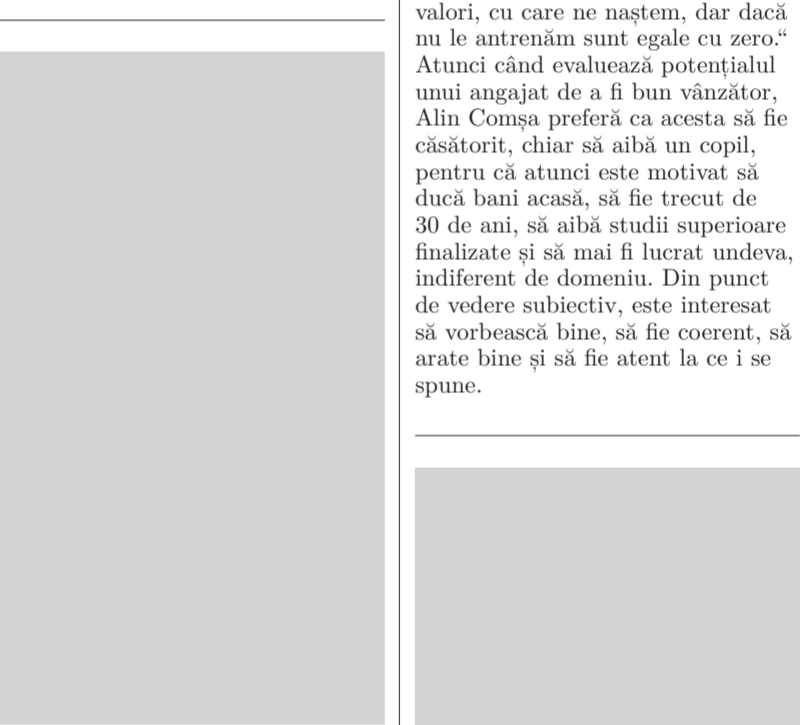 valori, cu care ne naștem, dar dacă
nu le antrenăm sunt egale cu zero.“
Atunci când evaluează potențialul
unui angajat de a fi bun vânzător,
Alin Comșa preferă ca acesta să fie
căsătorit, chiar să aibă un copil,
pentru că atunci este motivat să
ducă bani acasă, să fie trecut de
30 de ani, să aibă studii superioare
finalizate și să mai fi lucrat undeva,
indiferent de domeniu. Din punct
de vedere subiectiv, este interesat
să vorbească bine, să fie coerent, să
arate bine și să fie atent la ce i se
spune.